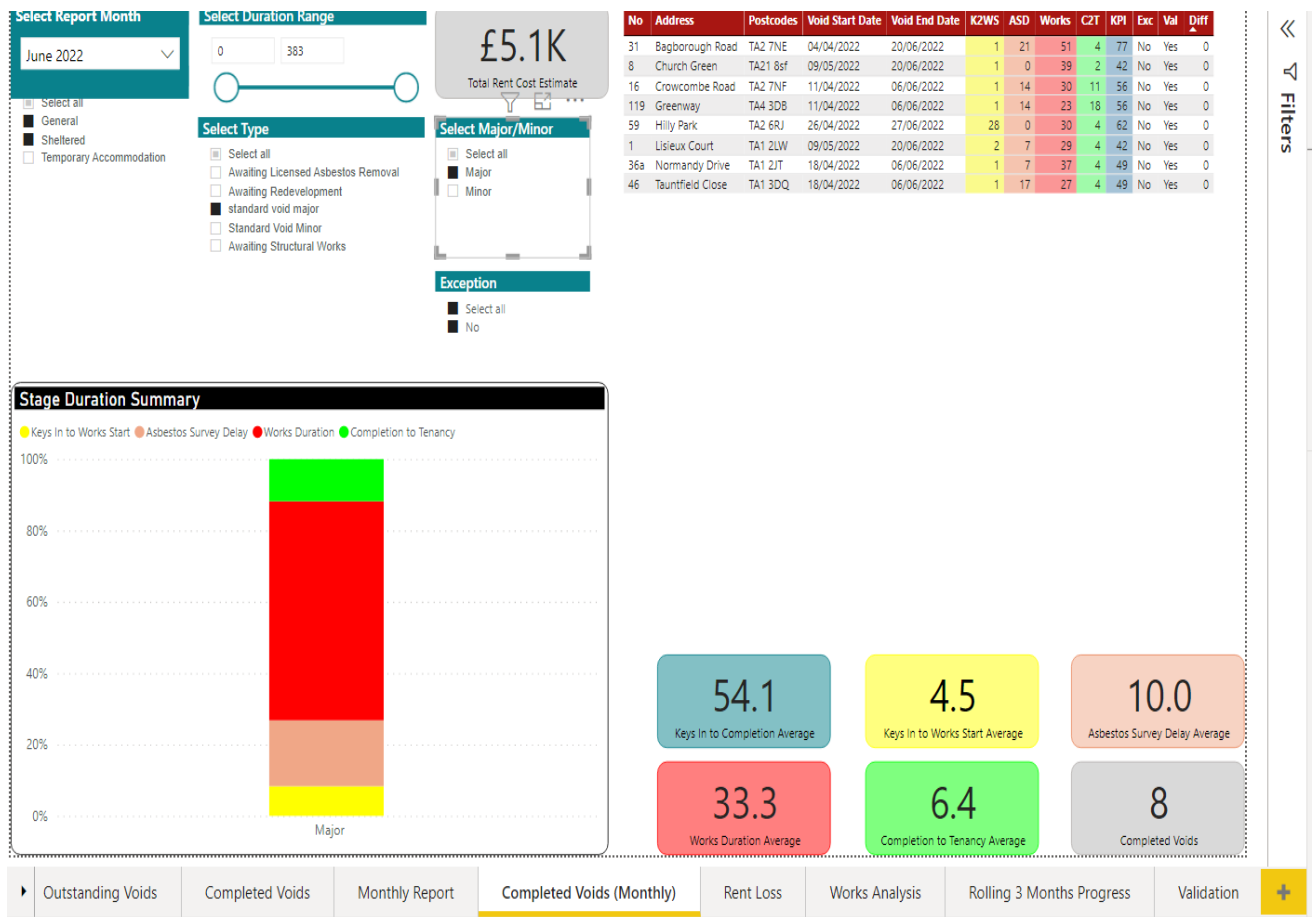 Select Report Month
June 2022
Select all
General
Sheltered
Temporary Accommodation
Select Duration Range
0 383
Select Type
Select all
Awaiting Licensed Asbestos Removal
Awaiting Redevelopment
standard void major
Standard Void Minor
Awaiting Structural Works
£5.1K
Total Rent Cost Estimate
Select Major/Minor
Select all
Major
Minor
Exception
Select all
No
No Address Postcodes Void Start Date Void End Date K2WS ASD Works C2T KPI Exc Val Diff
31 Bagborough Road TA2 7NE 04/04/2022 20/06/2022 1 21 51 4 77 No Yes 0
8 Church Green TA21 8sf 09/05/2022 20/06/2022 1 0 39 2 42 No Yes 0
16 Crowcombe Road TA2 7NF 11/04/2022 06/06/2022 1 14 30 11 56 No Yes 0
119 Greenway TA4 3DB 11/04/2022 06/06/2022 1 14 23 18 56 No Yes 0
59 Hilly Park TA2 6RJ 26/04/2022 27/06/2022 28 0 30 4 62 No Yes 0
1 Lisieux Court TA1 2LW 09/05/2022 20/06/2022 2 7 29 4 42 No Yes 0
36a Normandy Drive TA1 2JT 18/04/2022 06/06/2022 1 7 37 4 49 No Yes 0
46 Tauntfield Close TA1 3DQ 18/04/2022 06/06/2022 1 17 27 4 49 No Yes 0
Filters
Stage Duration Summary
Keys In to Works Start Asbestos Survey Delay Works Duration Completion to Tenancy
100%
80%
60%
40%
20%
0%
Major
54.1
Keys In to Completion Average
4.5
Keys In to Works Start Average
10.0
Asbestos Survey Delay Average
33.3
Works Duration Average
6.4
Completion to Tenancy Average
8
Completed Voids
Outstanding Voids Completed Voids Monthly Report Completed Voids (Monthly) Rent Loss Works Analysis Rolling 3 Months Progress Validation +